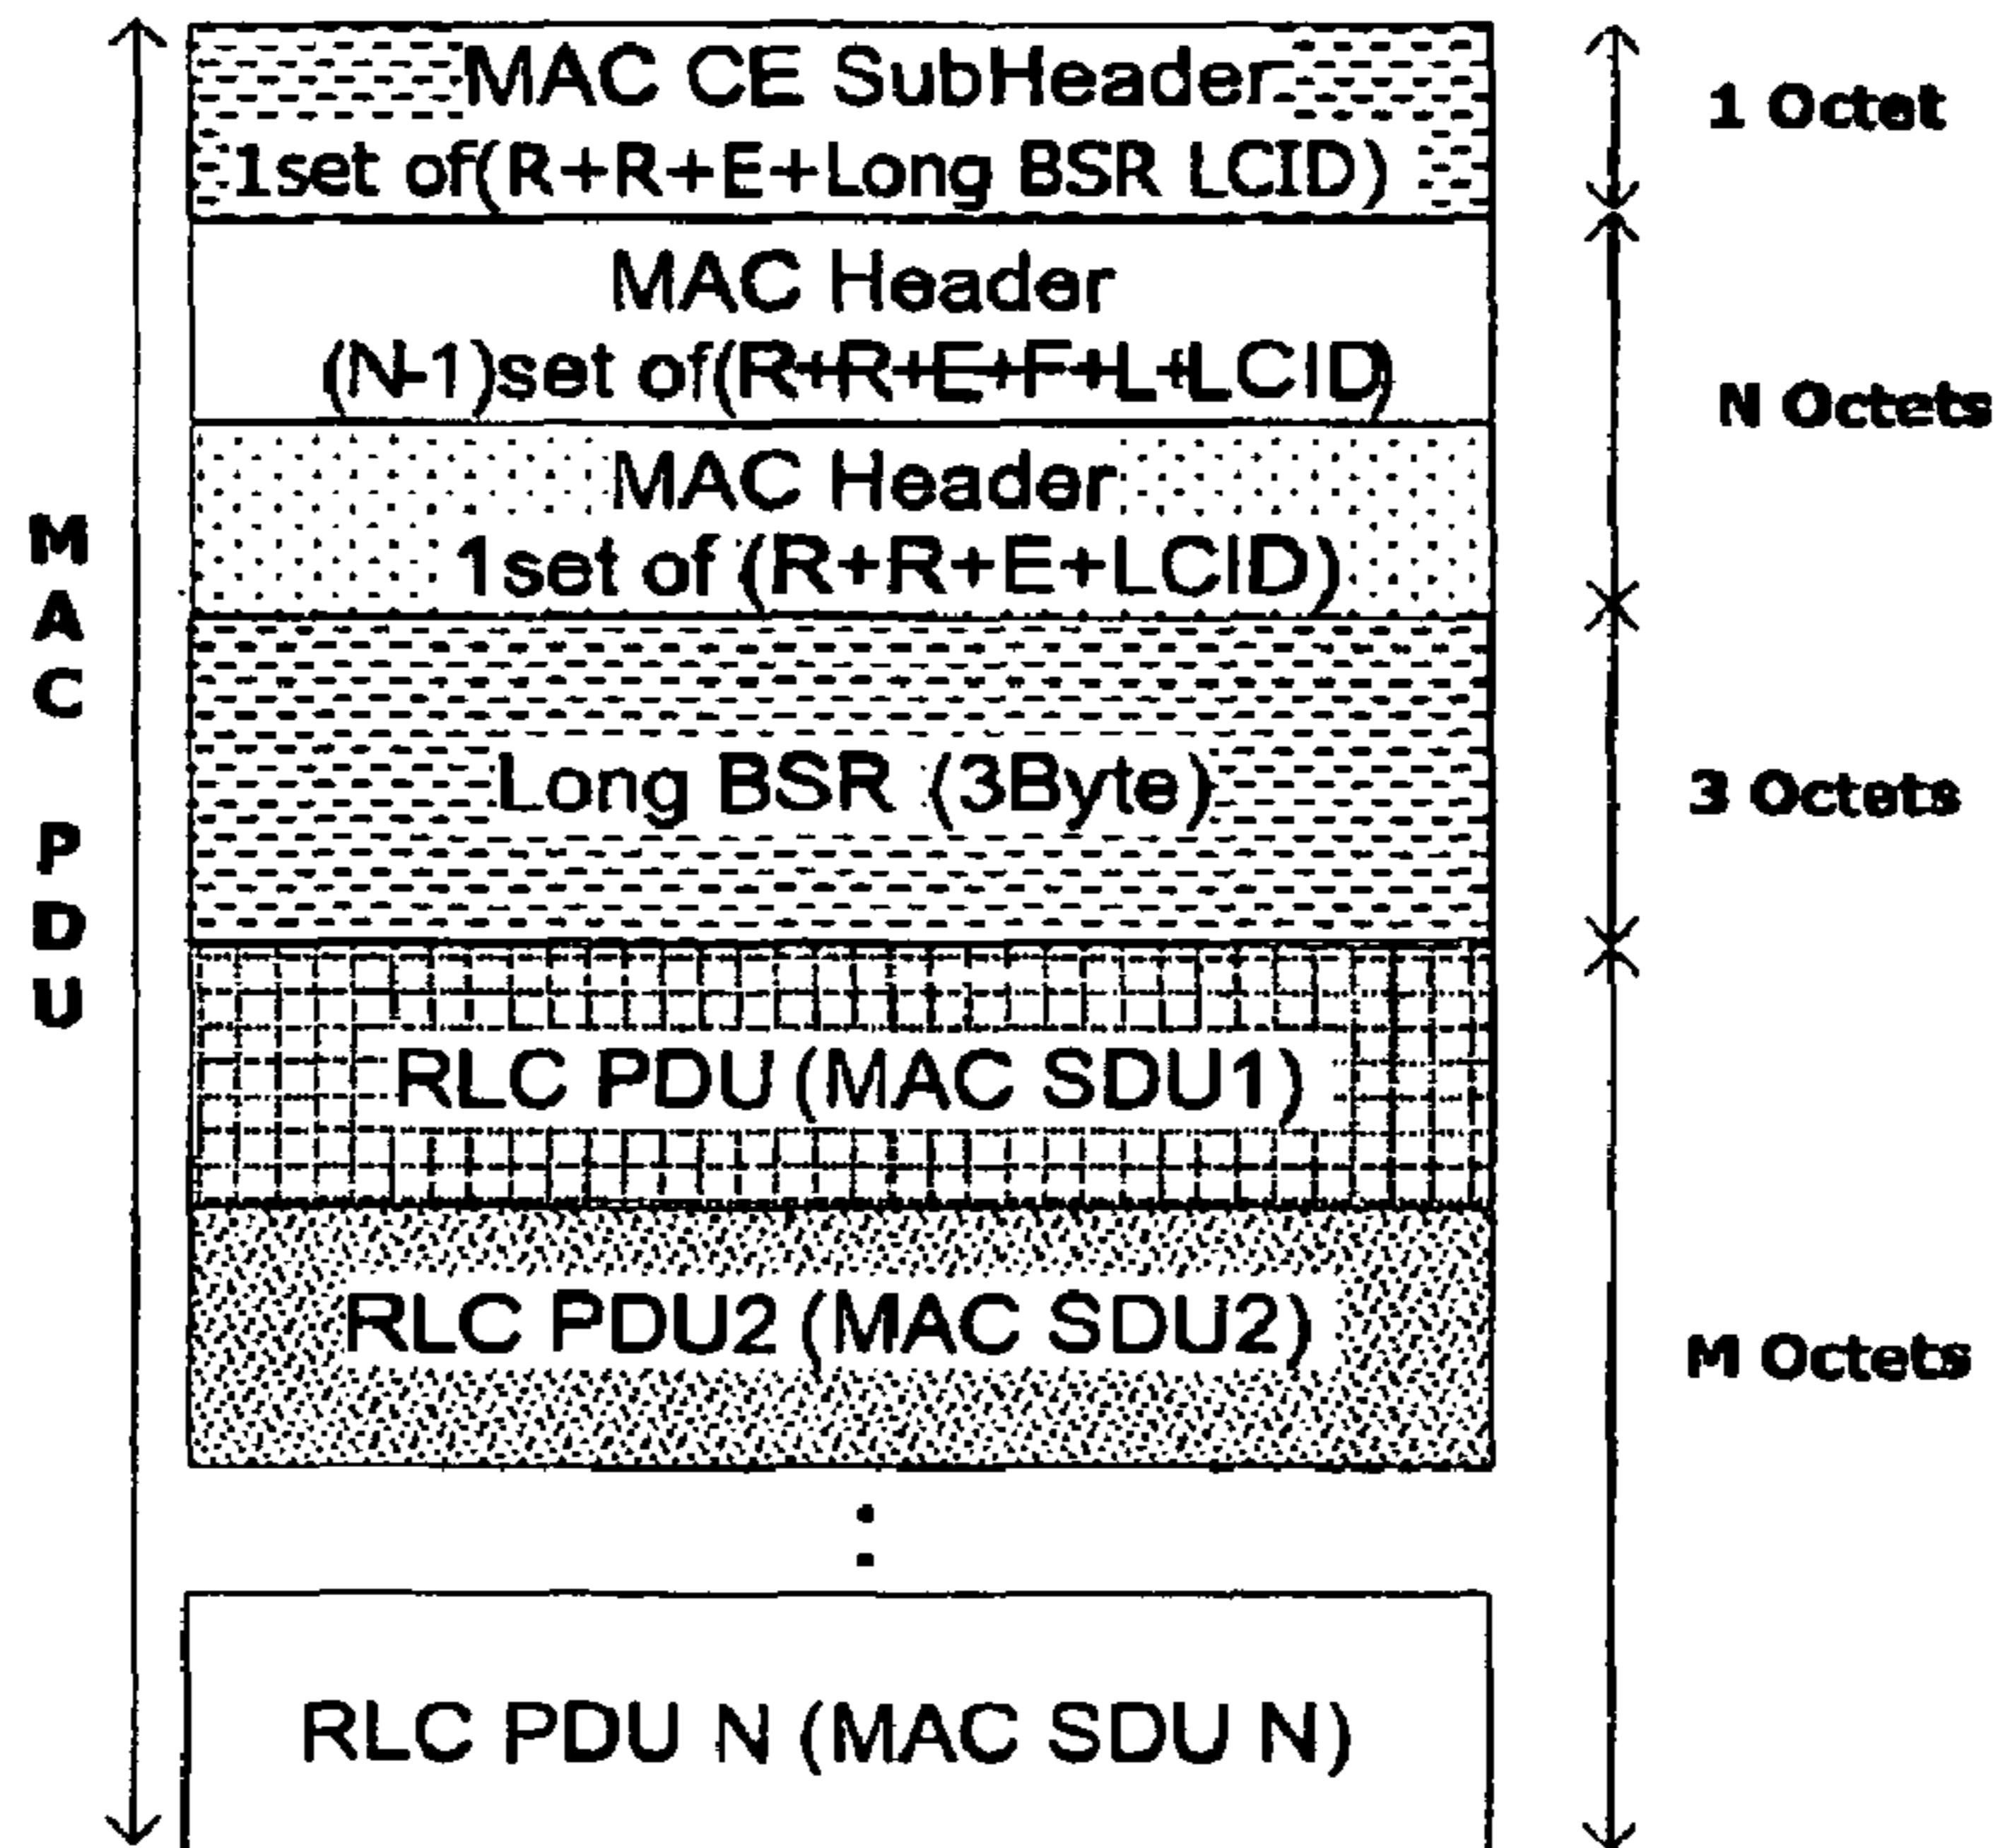 MAC CE SubHeader
1set of(R+R+E+Long BSR LCID)
1 Octet
MAC Header
(N-1)set of(R+R+E+F+L+LCID)
N Octets
MAC Header
1set of (R+R+E+LCID)
MAC PDU
Long BSR (3Byte)
3 Octets
RLC PDU (MAC SDU1)
RLC PDU2 (MAC SDU2)
M Octets
:
RLC PDU N (MAC SDU N)